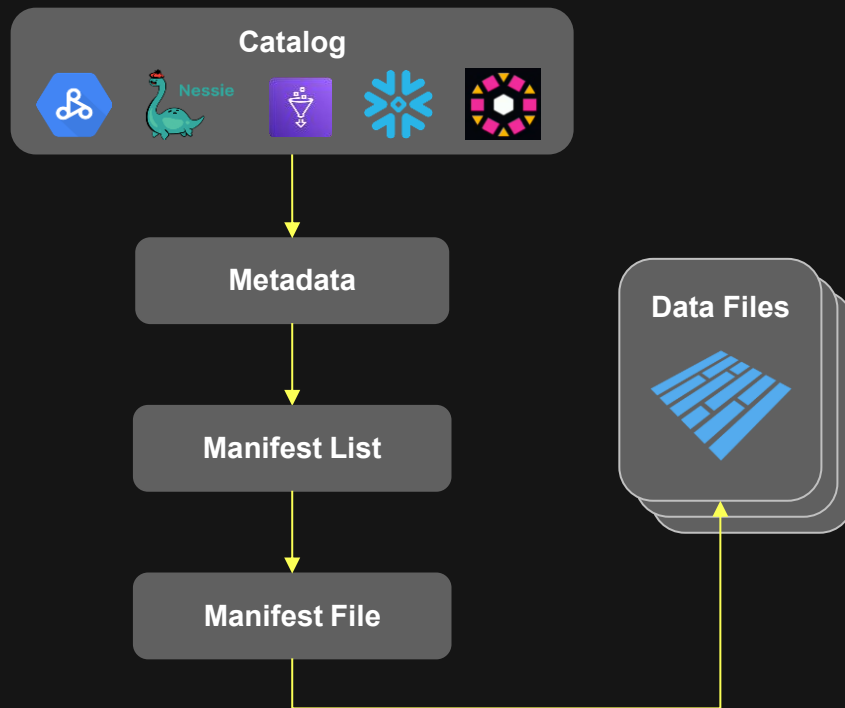 Catalog
Nessie
Metadata
Data Files
Manifest List
Manifest File